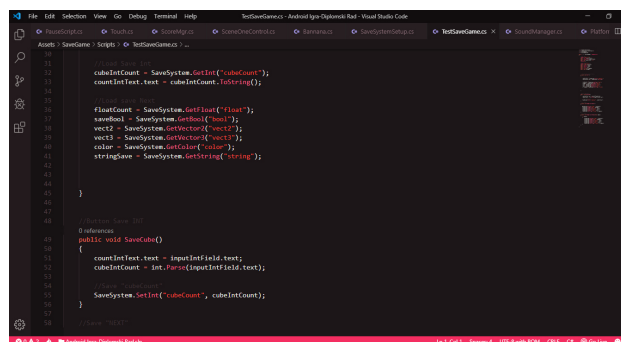 File Edit Selection View Go Debug Terminal Help TestSaveGame.cs - Android Igra-Diplomski Rad - Visual Studio Code
PauseScript.cs Touch.cs ScoreMgr.cs SceneOneControl.cs Bannana.cs SaveSystemSetup.cs TestSaveGame.cs × SoundManager.cs
Assets > SaveGame > Scripts > TestSaveGame.cs > ...
30
31 //Load Save int
32 cubeIntCount = SaveSystem.GetInt("cubeCount");
33 countIntText.text = cubeIntCount.ToString();
34
35 //Load Save Rest
36 floatCount = SaveSystem.GetFloat("float");
37 saveBool = SaveSystem.GetBool("bool");
38 vect2 = SaveSystem.GetVector2("vect2");
39 vect3 = SaveSystem.GetVector3("vect3");
40 color = SaveSystem.GetColor("color");
41 stringSave = SaveSystem.GetString("string");
42
43
44
45 }
46
47
48 //Button Save INT
0 references
49 public void SaveCube()
50 {
51 countIntText.text = inputIntField.text;
52 cubeIntCount = int.Parse(inputIntField.text);
53
54 //Save "cubeCount"
55 SaveSystem.SetInt("cubeCount", cubeIntCount);
56 }
57
58 //Save "NEXT"